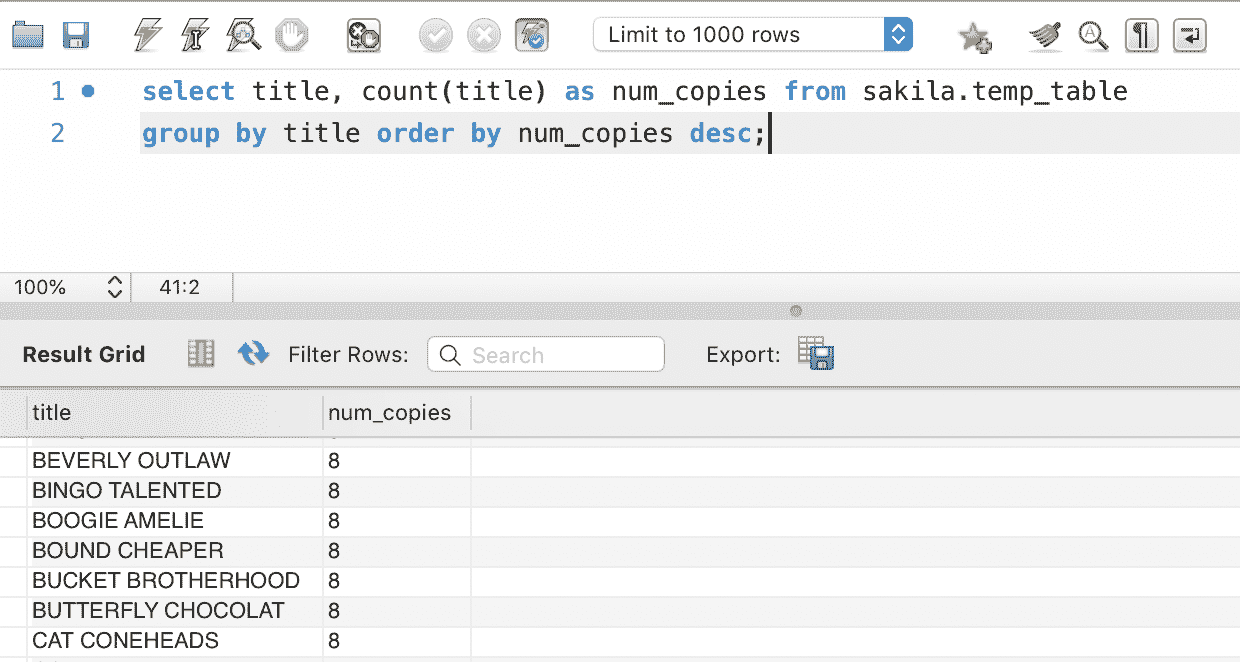 Limit to 1000 rows
1 select title, count(title) as num_copies from sakila.temp_table
2 group by title order by num_copies desc;
100% 41:2
Result Grid Filter Rows: Search Export:
title num_copies
BEVERLY OUTLAW 8
BINGO TALENTED 8
BOOGIE AMELIE 8
BOUND CHEAPER 8
BUCKET BROTHERHOOD 8
BUTTERFLY CHOCOLAT 8
CAT CONEHEADS 8